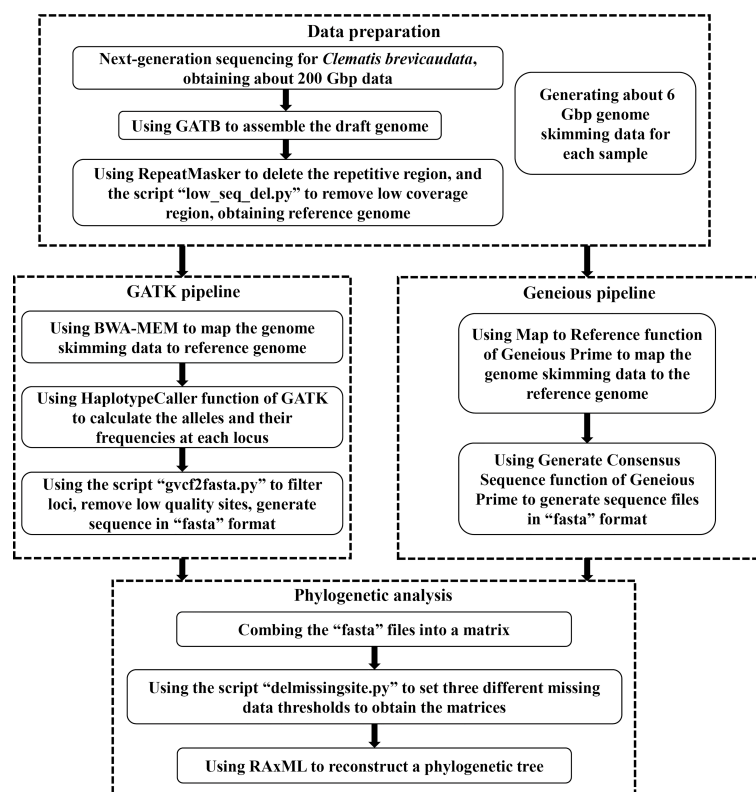 Data preparation
Next-generation sequencing for Clematis brevicaudata,
obtaining about 200 Gbp data
Using GATB to assemble the draft genome
Using RepeatMasker to delete the repetitive region, and
the script “low_seq_del.py” to remove low coverage
region, obtaining reference genome
Generating about 6
Gbp genome
skimming data for
each sample
GATK pipeline
Using BWA-MEM to map the genome
skimming data to reference genome
Using HaplotypeCaller function of GATK
to calculate the alleles and their
frequencies at each locus
Using the script “gvcf2fasta.py” to filter
loci, remove low quality sites, generate
sequence in “fasta” format
Geneious pipeline
Using Map to Reference function
of Geneious Prime to map the
genome skimming data to the
reference genome
Using Generate Consensus
Sequence function of Geneious
Prime to generate sequence files
in “fasta” format
Phylogenetic analysis
Combing the “fasta” files into a matrix
Using the script “delmissingsite.py” to set three different missing
data thresholds to obtain the matrices
Using RAxML to reconstruct a phylogenetic tree